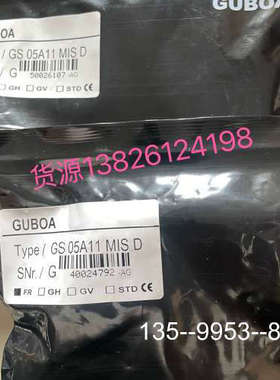 GUBOA
GS 05A11 MIS D
G 50026107-AG
GH GV / STD CE
货源13826124198
GUBOA
Type / GS 05A11 MIS D
SNr. / G 40024792-AG
FR GH GV STD CE
135--9953--8